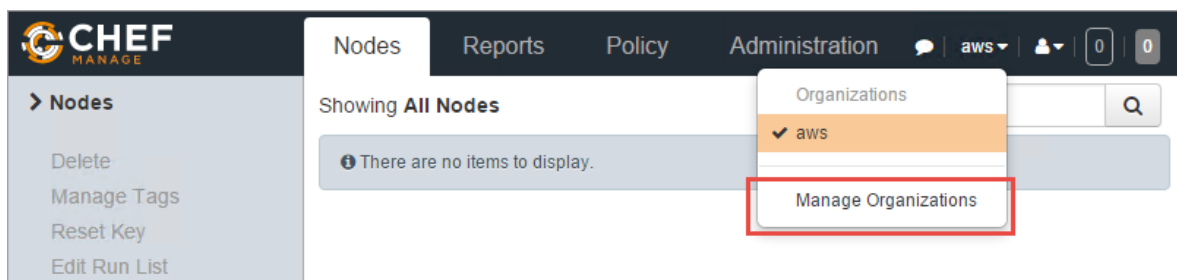 CHEF
MANAGE
Nodes Reports Policy Administration aws 0 0
Nodes
Showing All Nodes
Organizations
aws
There are no items to display.
Manage Organizations
Delete
Manage Tags
Reset Key
Edit Run List